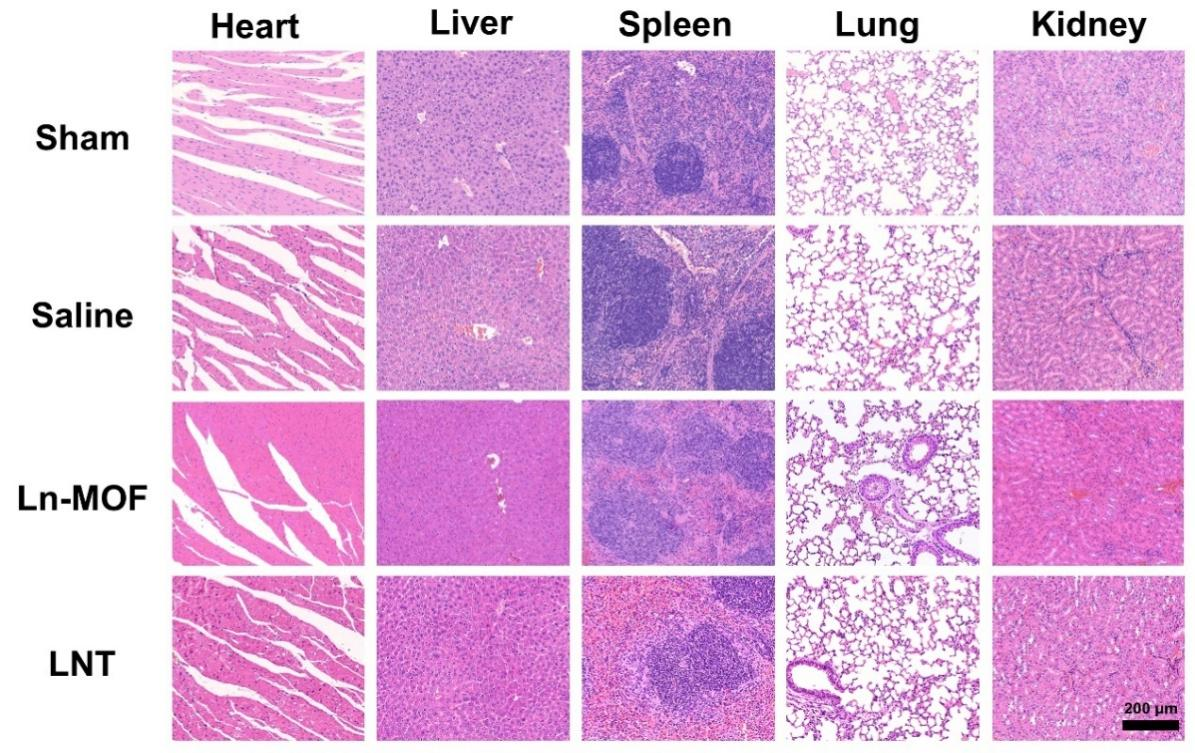 Heart Liver Spleen Lung Kidney
Sham
Saline
Ln-MOF
LNT
200 μm